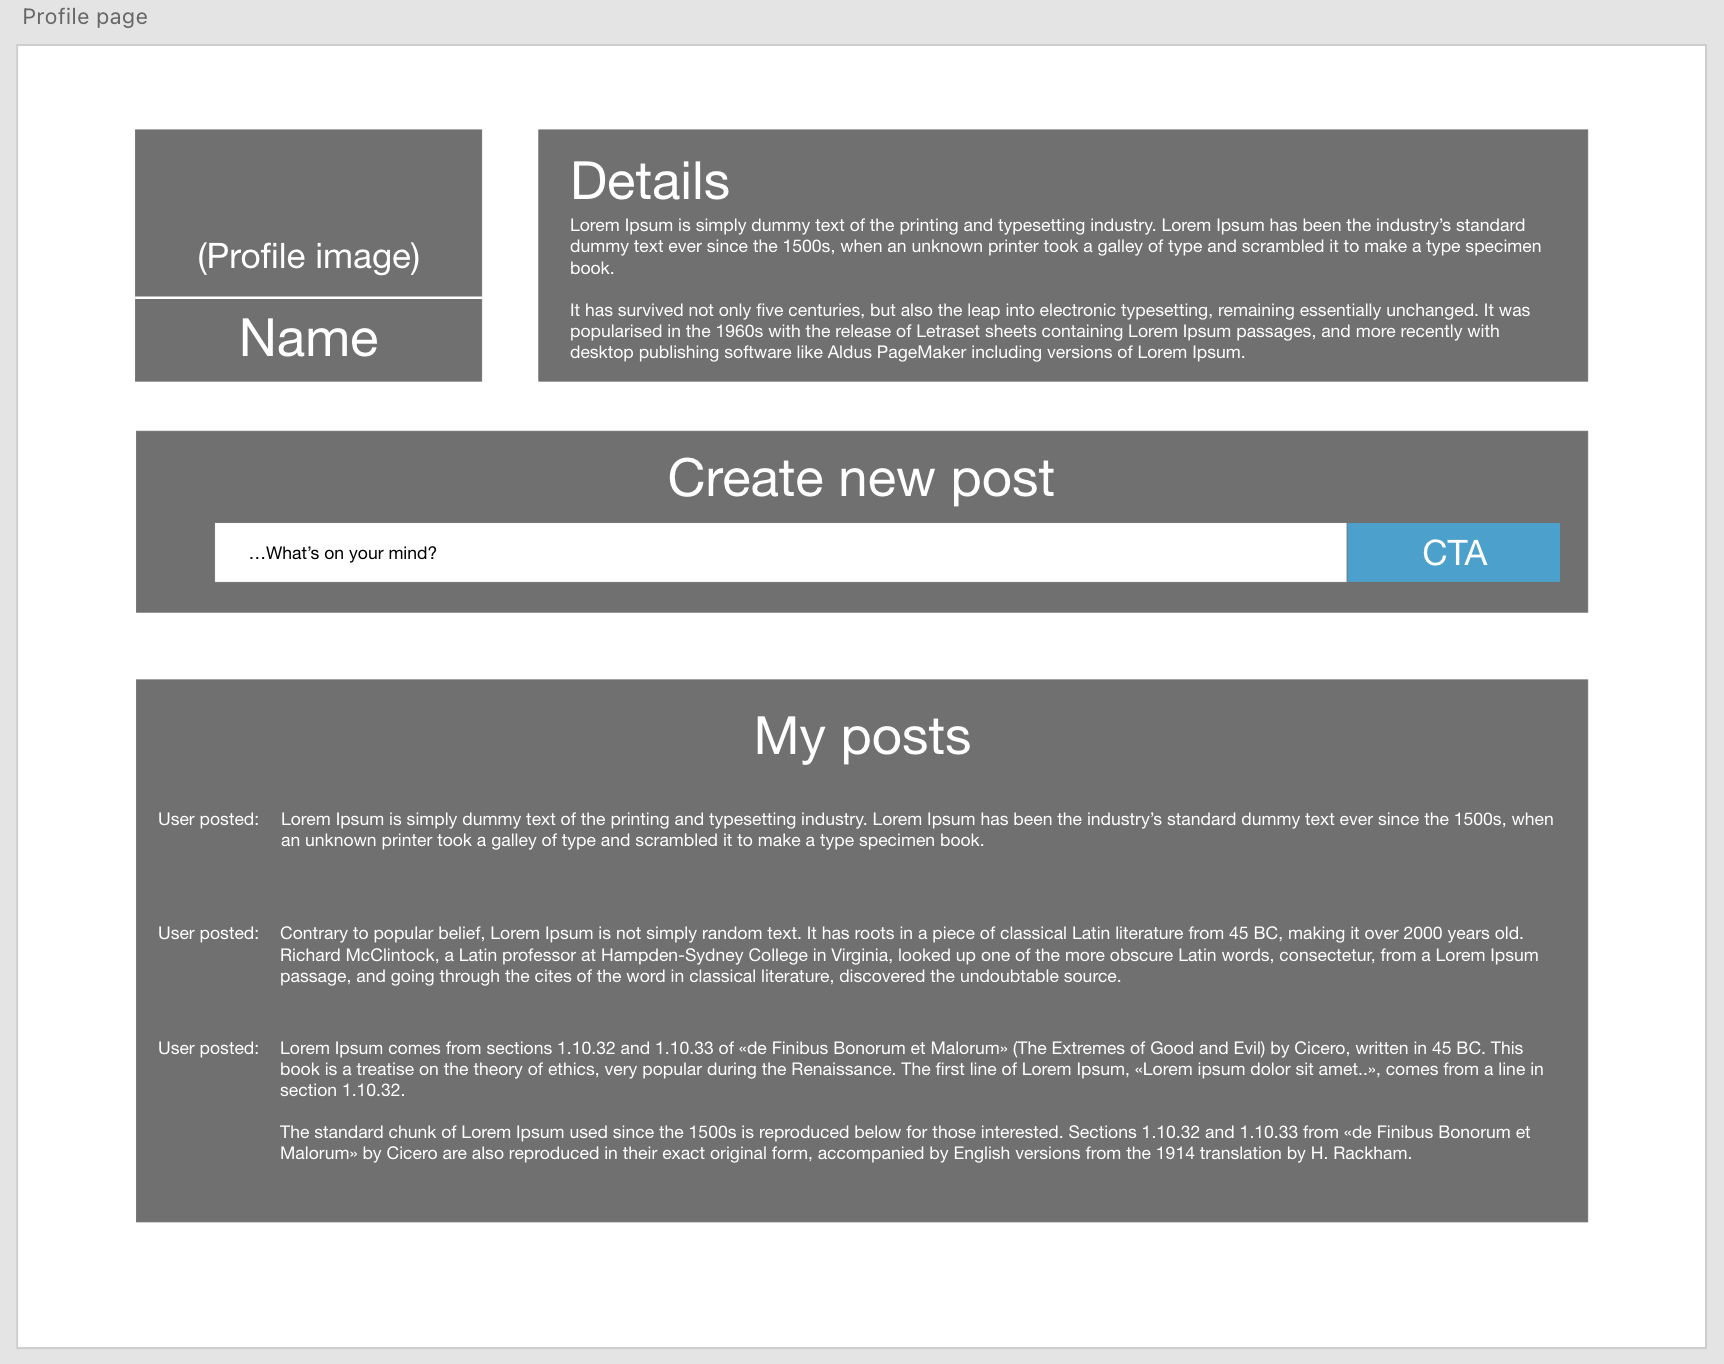 Profile page
(Profile image)
Name
Details
Lorem Ipsum is simply dummy text of the printing and typesetting industry. Lorem Ipsum has been the industry’s standard
dummy text ever since the 1500s, when an unknown printer took a galley of type and scrambled it to make a type specimen
book.
It has survived not only five centuries, but also the leap into electronic typesetting, remaining essentially unchanged. It was
popularised in the 1960s with the release of Letraset sheets containing Lorem Ipsum passages, and more recently with
desktop publishing software like Aldus PageMaker including versions of Lorem Ipsum.
Create new post
…What’s on your mind?
CTA
My posts
User posted: Lorem Ipsum is simply dummy text of the printing and typesetting industry. Lorem Ipsum has been the industry’s standard dummy text ever since the 1500s, when
an unknown printer took a galley of type and scrambled it to make a type specimen book.
User posted: Contrary to popular belief, Lorem Ipsum is not simply random text. It has roots in a piece of classical Latin literature from 45 BC, making it over 2000 years old.
Richard McClintock, a Latin professor at Hampden-Sydney College in Virginia, looked up one of the more obscure Latin words, consectetur, from a Lorem Ipsum
passage, and going through the cites of the word in classical literature, discovered the undoubtable source.
User posted: Lorem Ipsum comes from sections 1.10.32 and 1.10.33 of «de Finibus Bonorum et Malorum» (The Extremes of Good and Evil) by Cicero, written in 45 BC. This
book is a treatise on the theory of ethics, very popular during the Renaissance. The first line of Lorem Ipsum, «Lorem ipsum dolor sit amet..», comes from a line in
section 1.10.32.
The standard chunk of Lorem Ipsum used since the 1500s is reproduced below for those interested. Sections 1.10.32 and 1.10.33 from «de Finibus Bonorum et
Malorum» by Cicero are also reproduced in their exact original form, accompanied by English versions from the 1914 translation by H. Rackham.